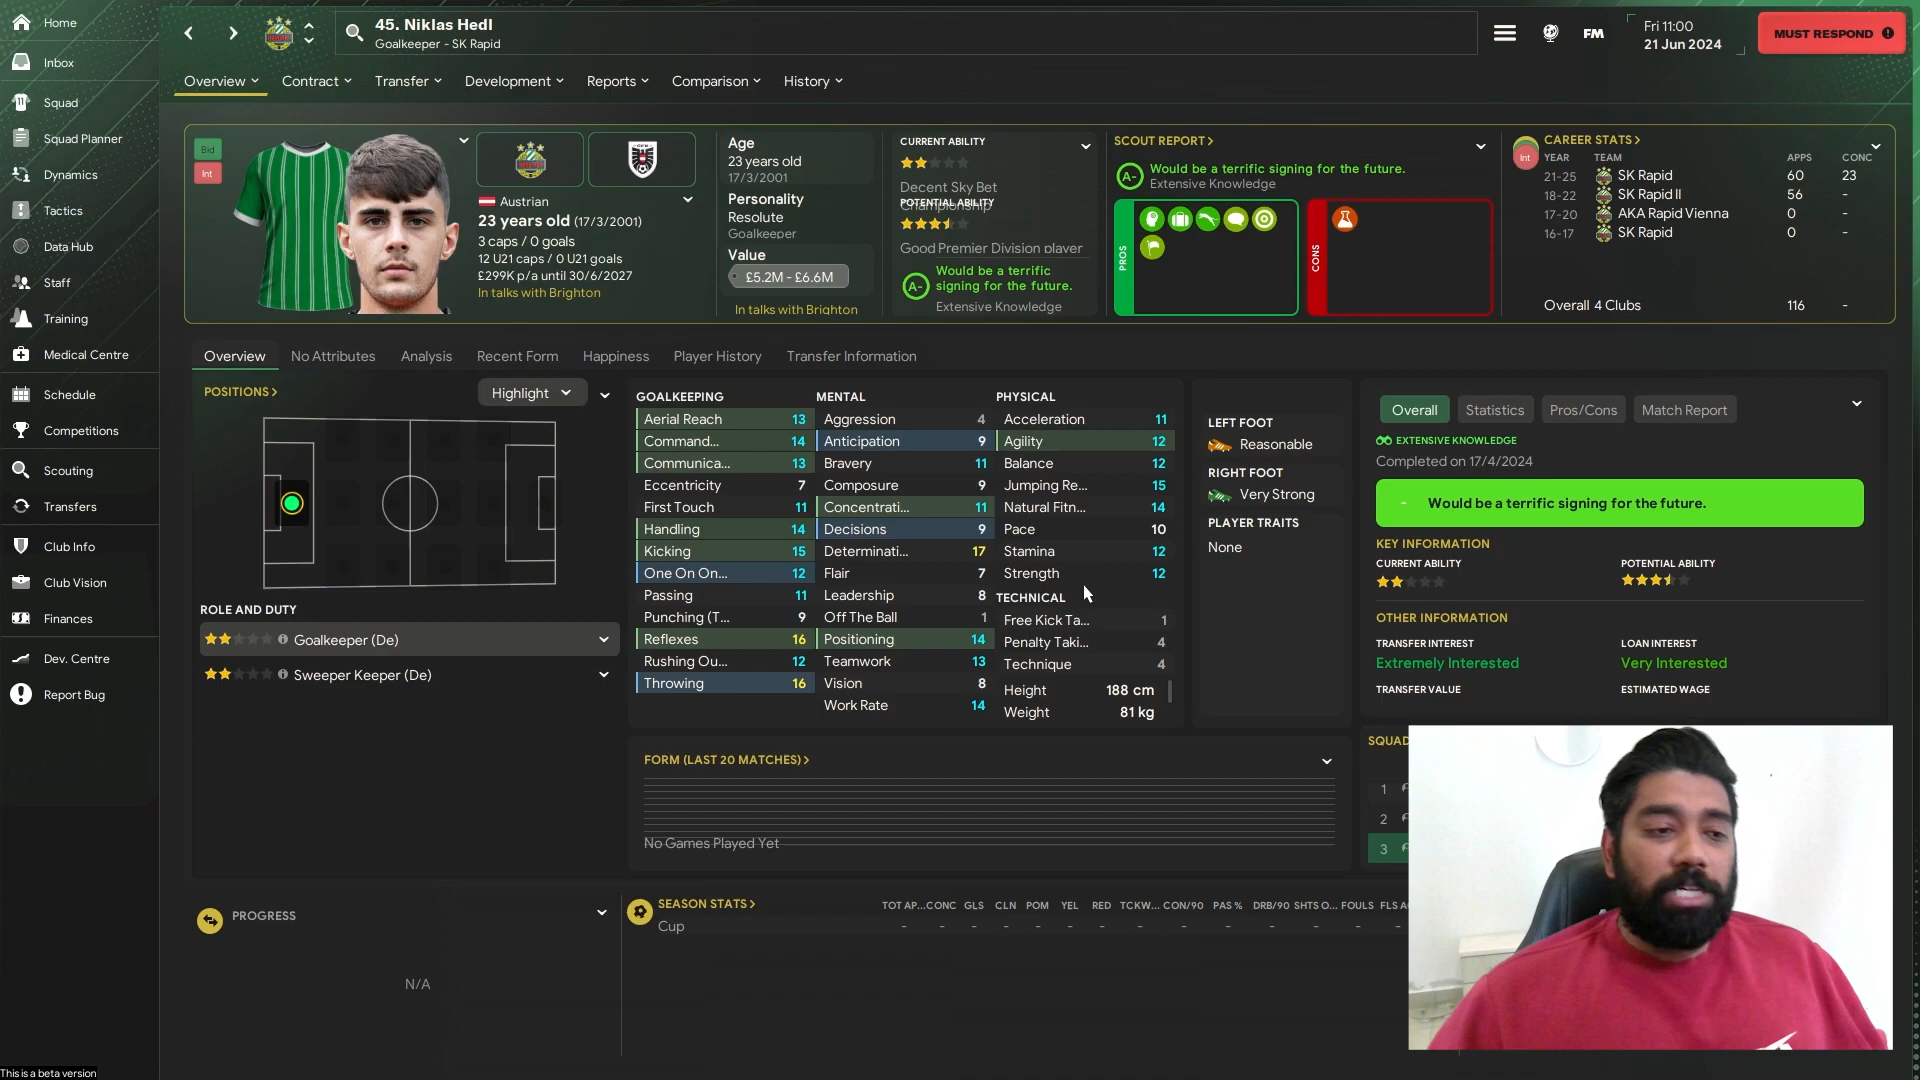 Home
Inbox
Squad
Squad Planner
Dynamics
Tactics
Data Hub
Staff
Training
Medical Centre
Schedule
Competitions
Scouting
Transfers
Club Info
Club Vision
Finances
Dev. Centre
Report Bug
This is a beta version
45. Niklas Hedl
Goalkeeper - SK Rapid
FM
Fri 11:00
21 Jun 2024
MUST RESPOND
Overview
Contract
Transfer
Development
Reports
Comparison
History
Bid
Int
Austrian
23 years old (17/3/2001)
3 caps / 0 goals
12 U21 caps / 0 U21 goals
£299K p/a until 30/6/2027
In talks with Brighton
Age
23 years old
17/3/2001
Personality
Resolute
Goalkeeper
Value
£5.2M - £6.6M
In talks with Brighton
CURRENT ABILITY
Decent Sky Bet
Championship
POTENTIAL ABILITY
Good Premier Division player
A-
Would be a terrific
signing for the future.
Extensive Knowledge
SCOUT REPORT >
A-
Would be a terrific signing for the future.
Extensive Knowledge
PROS
CONS
Int
CAREER STATS >
YEAR TEAM APPS CONC
21-25 SK Rapid 60 23
18-22 SK Rapid II 56 -
17-20 AKA Rapid Vienna 0 -
16-17 SK Rapid 0 -
Overall 4 Clubs 116 -
Overview
No Attributes
Analysis
Recent Form
Happiness
Player History
Transfer Information
POSITIONS >
Highlight
ROLE AND DUTY
Goalkeeper (De)
Sweeper Keeper (De)
GOALKEEPING
Aerial Reach 13
Command... 14
Communica... 13
Eccentricity 7
First Touch 11
Handling 14
Kicking 15
One On On... 12
Passing 11
Punching (T... 9
Reflexes 16
Rushing Ou... 12
Throwing 16
MENTAL
Aggression 4
Anticipation 9
Bravery 11
Composure 9
Concentrati... 11
Decisions 9
Determinati... 17
Flair 7
Leadership 8
Off The Ball 1
Positioning 14
Teamwork 13
Vision 8
Work Rate 14
PHYSICAL
Acceleration 11
Agility 12
Balance 12
Jumping Re... 15
Natural Fitn... 14
Pace 10
Stamina 12
Strength 12
TECHNICAL
Free Kick Ta... 1
Penalty Taki... 4
Technique 4
Height 188 cm
Weight 81 kg
LEFT FOOT
Reasonable
RIGHT FOOT
Very Strong
PLAYER TRAITS
None
Overall
Statistics
Pros/Cons
Match Report
EXTENSIVE KNOWLEDGE
Completed on 17/4/2024
- Would be a terrific signing for the future.
KEY INFORMATION
CURRENT ABILITY
POTENTIAL ABILITY
OTHER INFORMATION
TRANSFER INTEREST
Extremely Interested
LOAN INTEREST
Very Interested
TRANSFER VALUE
ESTIMATED WAGE
SQUAD
1
2
3
FORM (LAST 20 MATCHES) >
No Games Played Yet
PROGRESS
N/A
SEASON STATS >
TOT AP... CONC GLS CLN POM YEL RED TCKW... CON/90 PAS % DRB/90 SHTS O... FOULS FLS A
Cup - - - - - - - - - - - - - -